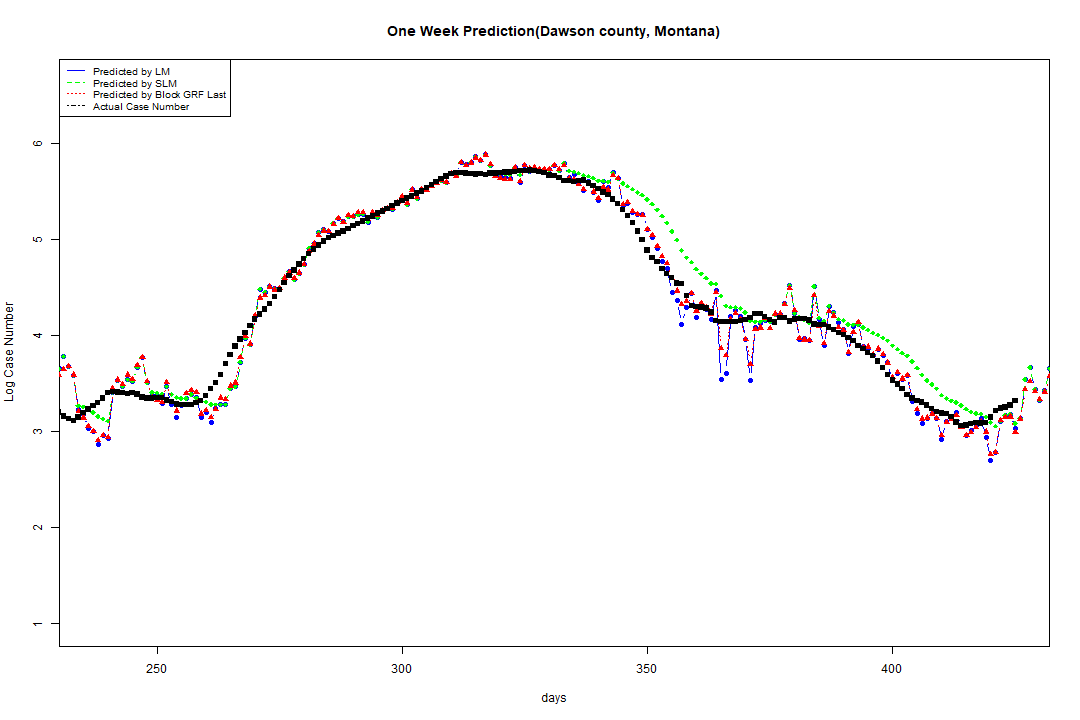 One Week Prediction(Dawson county, Montana)
Predicted by LM
Predicted by SLM
Predicted by Block GRF Last
Actual Case Number
6
5
4
3
2
1
Log Case Number
250 300 350 400
days